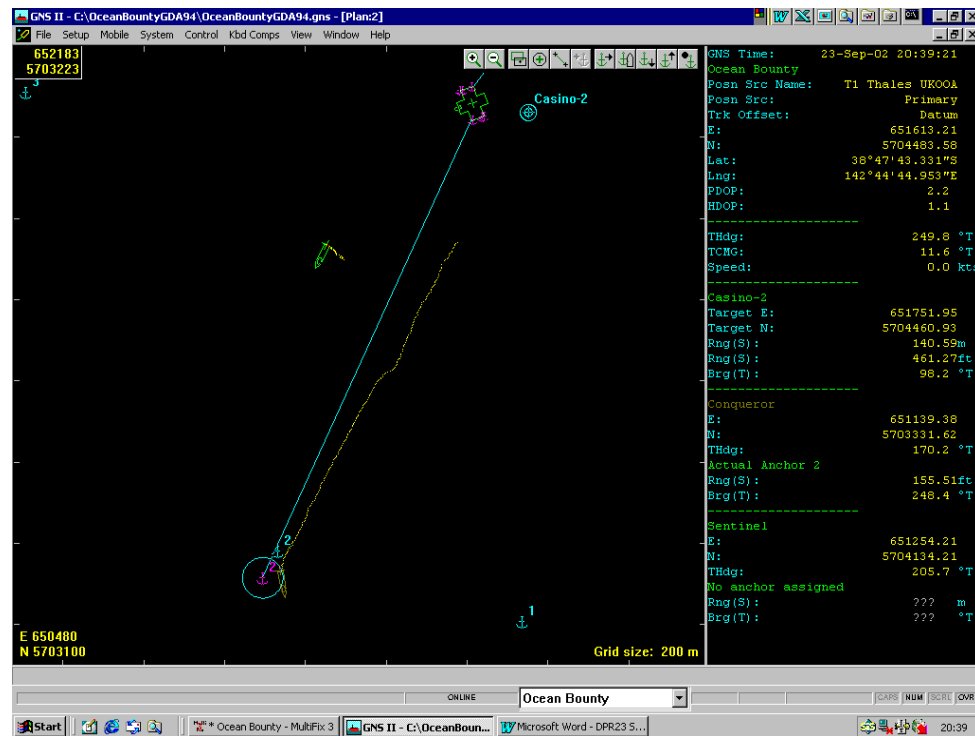 GNS II - C:\OceanBountyGDA94\OceanBountyGDA94.gns - [Plan:2]
File Setup Mobile System Control Kbd Comps View Window Help
652183
5703223
3
Casino-2
2
2
1
E 650480
N 5703100
Grid size: 200 m
GNS Time: 23-Sep-02 20:39:21
Ocean Bounty
Posn Src Name: T1 Thales UKOOA
Posn Src: Primary
Trk Offset: Datum
E: 651613.21
N: 5704483.58
Lat: 38°47'43.331"S
Lng: 142°44'44.953"E
PDOP: 2.2
HDOP: 1.1
--------------------
THdg: 249.8 °T
TCMG: 11.6 °T
Speed: 0.0 kts
--------------------
Casino-2
Target E: 651751.95
Target N: 5704460.93
Rng(S): 140.59m
Rng(S): 461.27ft
Brg(T): 98.2 °T
--------------------
Conqueror
E: 651139.38
N: 5703331.62
THdg: 170.2 °T
Actual Anchor 2
Rng(S): 155.51ft
Brg(T): 248.4 °T
--------------------
Sentinel
E: 651254.21
N: 5704134.21
THdg: 205.7 °T
No anchor assigned
Rng(S): ??? m
Brg(T): ??? °T
ONLINE
Ocean Bounty
CAPS NUM SCRL OVR
Start
* Ocean Bounty - MultiFix 3
GNS II - C:\OceanBoun...
Microsoft Word - DPR23 S...
20:39